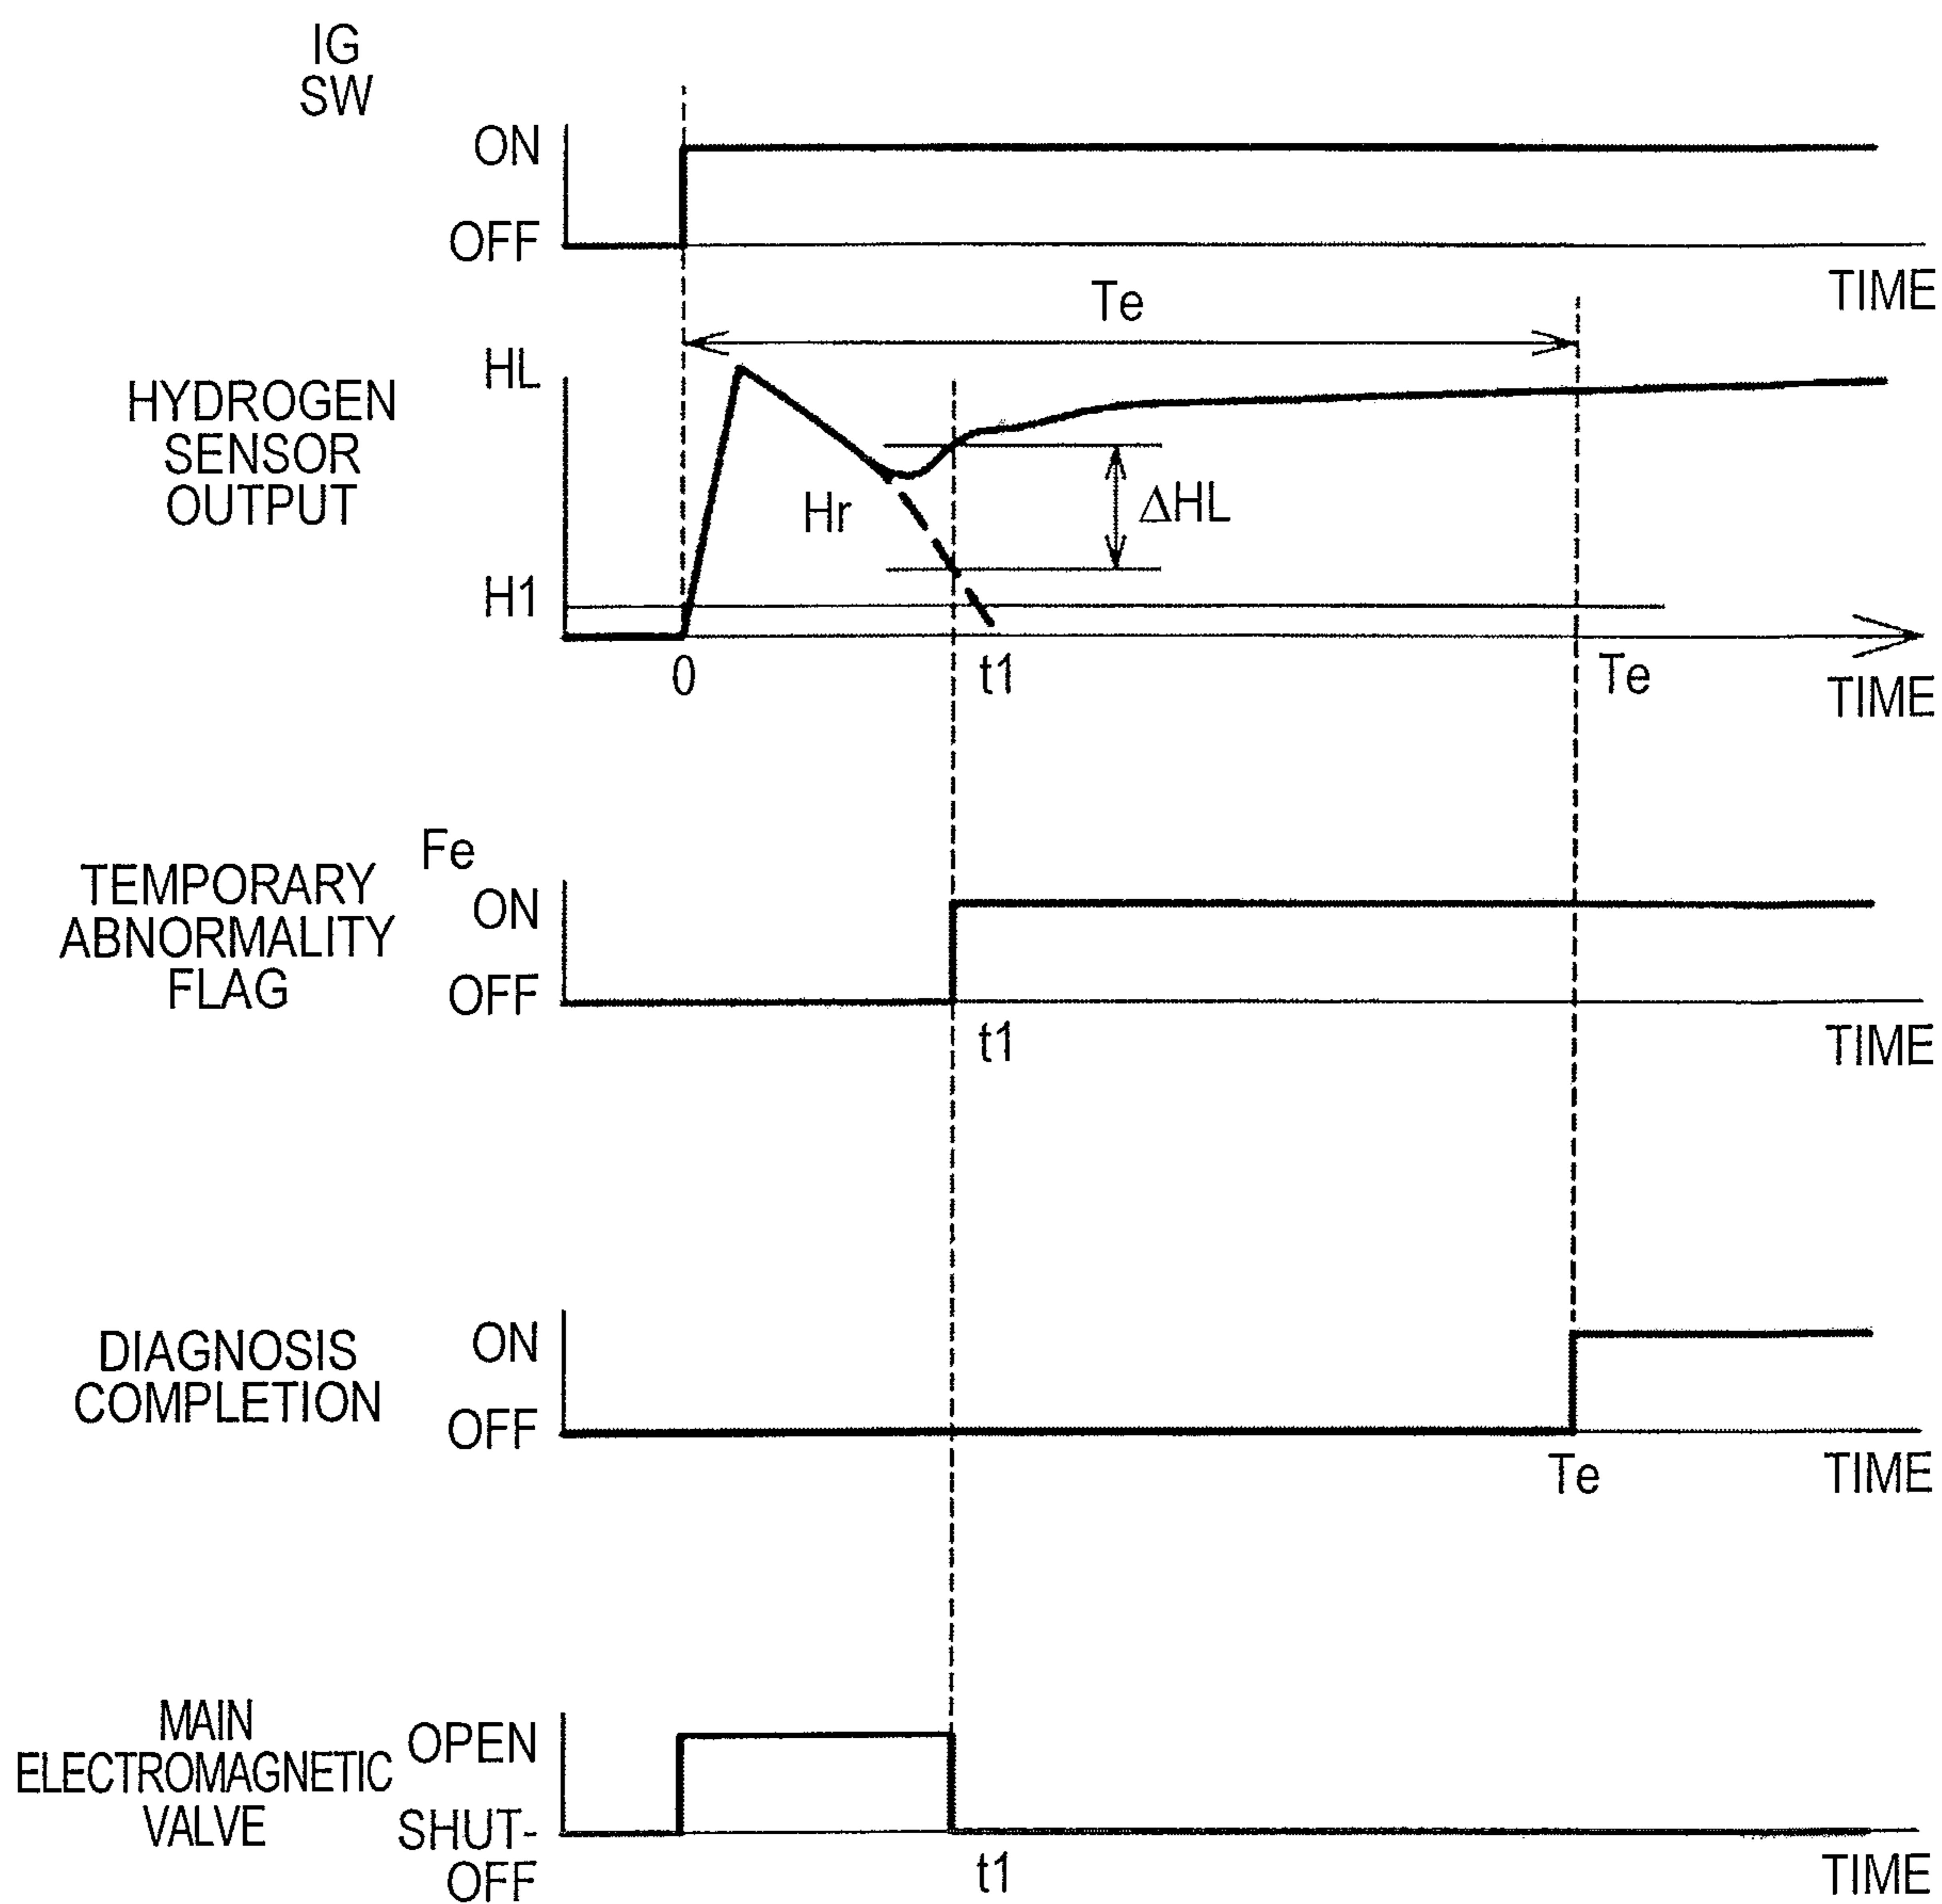 IG
SW
ON
OFF
TIME
Te
HYDROGEN
SENSOR
OUTPUT
HL
Hr
ΔHL
H1
0
t1
Te
TIME
TEMPORARY
ABNORMALITY
FLAG
Fe
ON
OFF
t1
TIME
DIAGNOSIS
COMPLETION
ON
OFF
Te
TIME
MAIN
ELECTROMAGNETIC
VALVE
OPEN
SHUT-
OFF
t1
TIME